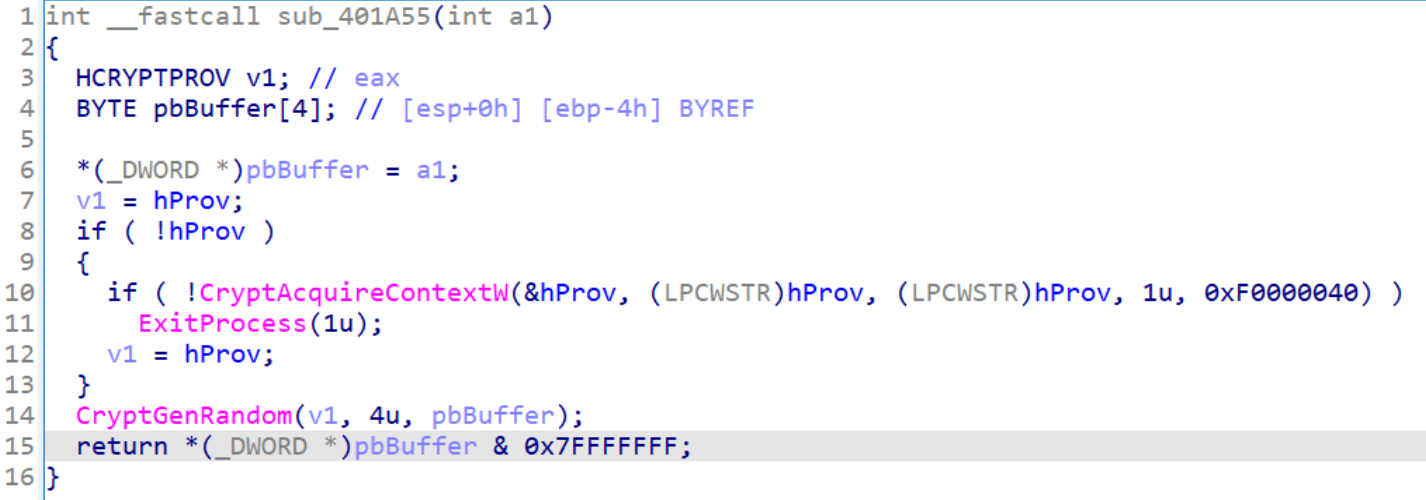 1 int __fastcall sub_401A55(int a1)
2 {
3 HCRYPTPROV v1; // eax
4 BYTE pbBuffer[4]; // [esp+0h] [ebp-4h] BYREF
5
6 *(_DWORD *)pbBuffer = a1;
7 v1 = hProv;
8 if ( !hProv )
9 {
10 if ( !CryptAcquireContextW(&hProv, (LPCWSTR)hProv, (LPCWSTR)hProv, 1u, 0xF0000040) )
11 ExitProcess(1u);
12 v1 = hProv;
13 }
14 CryptGenRandom(v1, 4u, pbBuffer);
15 return *(_DWORD *)pbBuffer & 0x7FFFFFFF;
16 }